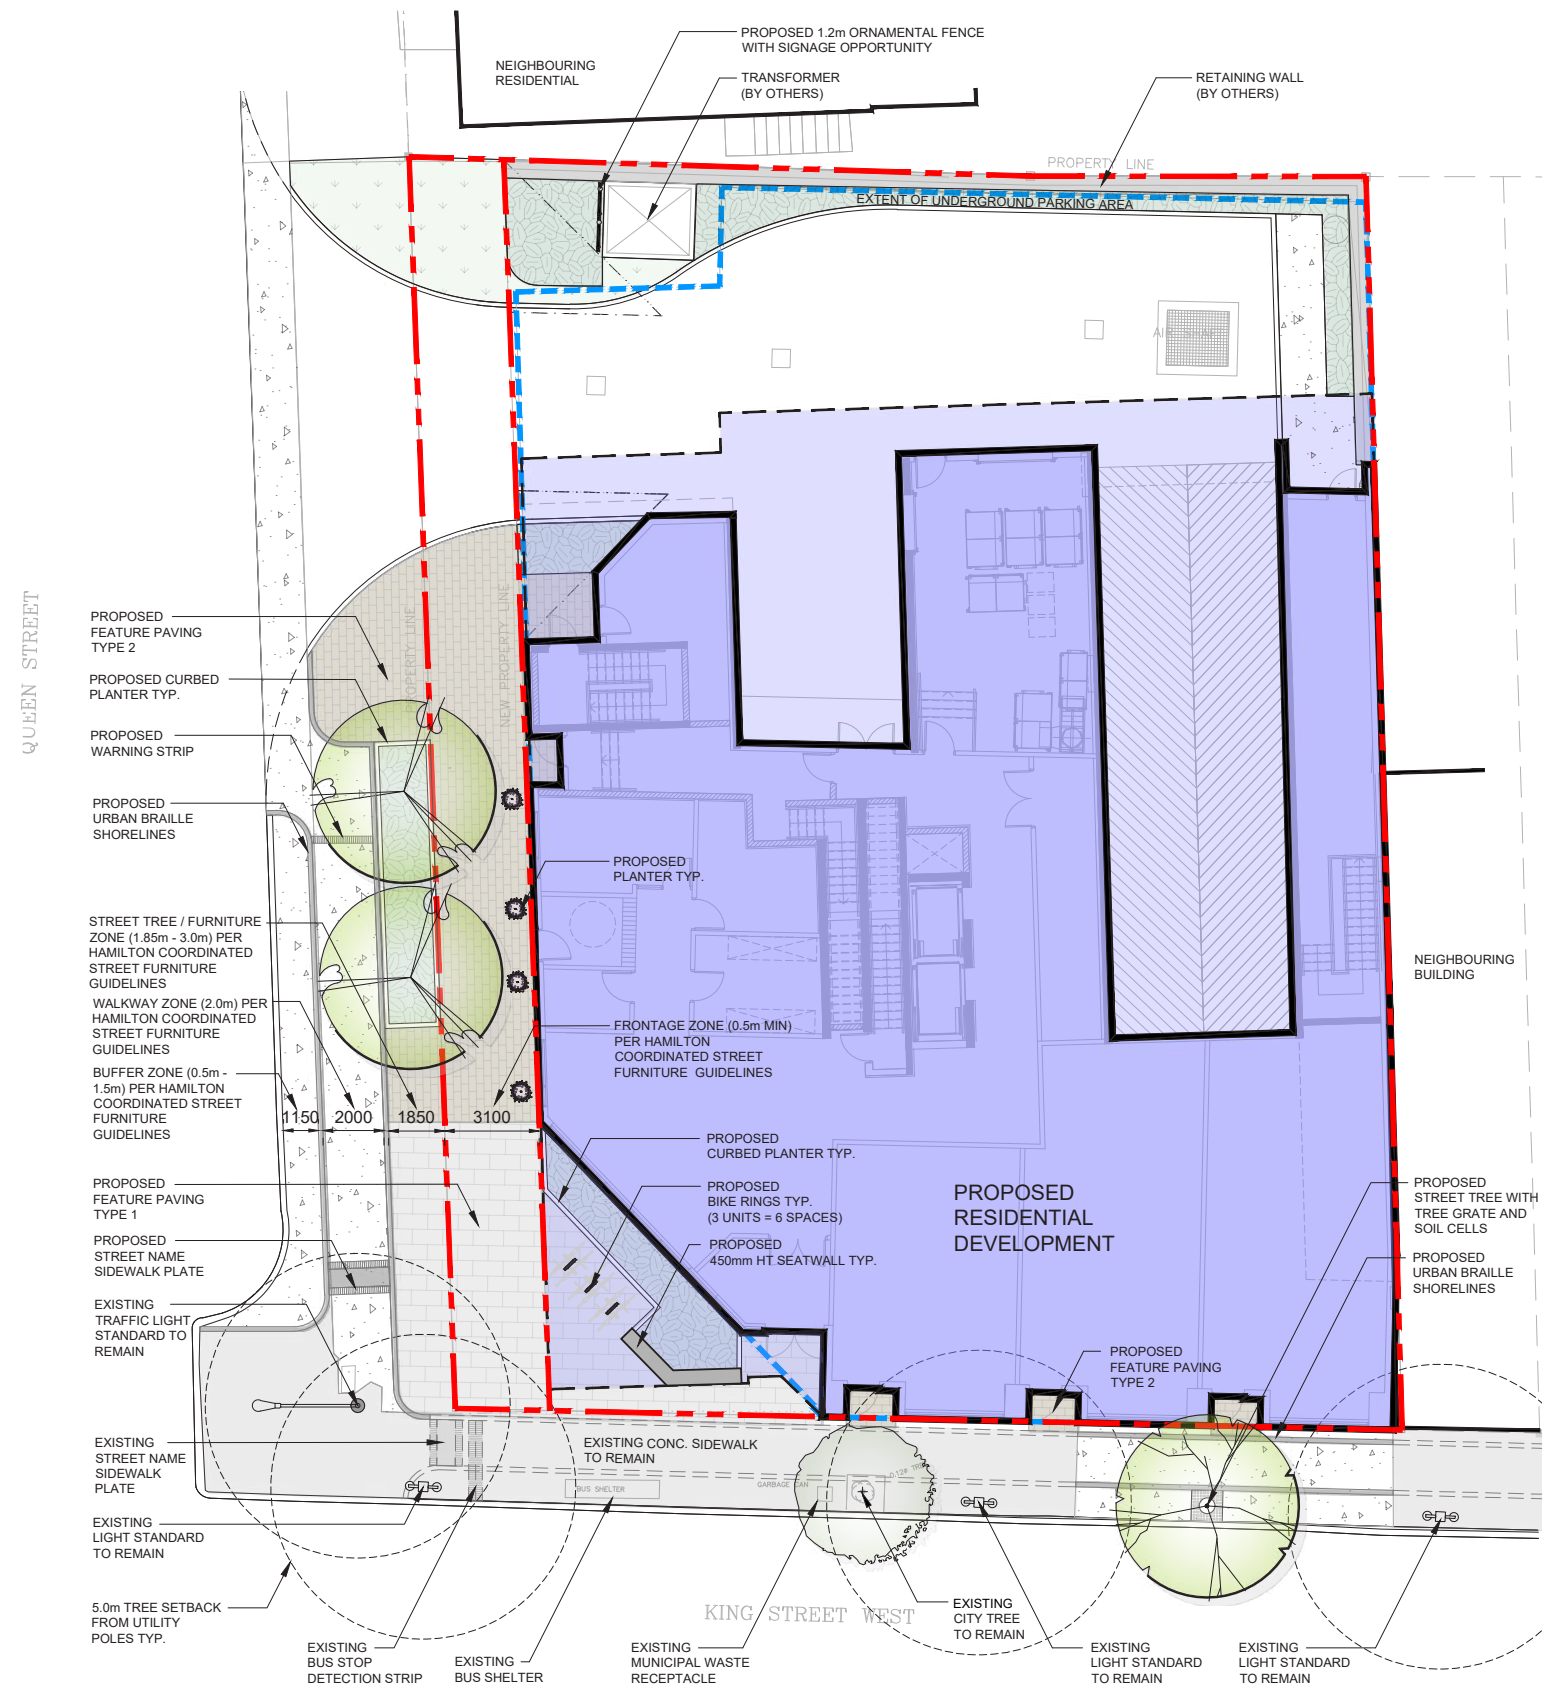 PROPOSED 1.2m ORNAMENTAL FENCE
WITH SIGNAGE OPPORTUNITY
NEIGHBOURING
RESIDENTIAL
TRANSFORMER
(BY OTHERS)
RETAINING WALL
(BY OTHERS)
PROPERTY LINE
EXTENT OF UNDERGROUND PARKING AREA
QUEEN STREET
PROPERTY LINE
NEW PROPERTY LINE
PROPOSED
FEATURE PAVING
TYPE 2
PROPOSED CURBED
PLANTER TYP.
PROPOSED
WARNING STRIP
PROPOSED
URBAN BRAILLE
SHORELINES
PROPOSED
PLANTER TYP.
STREET TREE / FURNITURE
ZONE (1.85m - 3.0m) PER
HAMILTON COORDINATED
STREET FURNITURE
GUIDELINES
WALKWAY ZONE (2.0m) PER
HAMILTON COORDINATED
STREET FURNITURE
GUIDELINES
BUFFER ZONE (0.5m -
1.5m) PER HAMILTON
COORDINATED STREET
FURNITURE
GUIDELINES
FRONTAGE ZONE (0.5m MIN)
PER HAMILTON
COORDINATED STREET
FURNITURE GUIDELINES
NEIGHBOURING
BUILDING
1150 2000 1850 3100
PROPOSED
CURBED PLANTER TYP.
PROPOSED
BIKE RINGS TYP.
(3 UNITS = 6 SPACES)
PROPOSED
450mm HT SEATWALL TYP.
PROPOSED
RESIDENTIAL
DEVELOPMENT
PROPOSED
FEATURE PAVING
TYPE 1
PROPOSED
STREET NAME
SIDEWALK PLATE
EXISTING
TRAFFIC LIGHT
STANDARD TO
REMAIN
PROPOSED
STREET TREE WITH
TREE GRATE AND
SOIL CELLS
PROPOSED
URBAN BRAILLE
SHORELINES
PROPOSED
FEATURE PAVING
TYPE 2
EXISTING
STREET NAME
SIDEWALK
PLATE
EXISTING CONC. SIDEWALK
TO REMAIN
BUS SHELTER
GARBAGE CAN
EXISTING
LIGHT STANDARD
TO REMAIN
5.0m TREE SETBACK
FROM UTILITY
POLES TYP.
KING STREET WEST
EXISTING
BUS STOP
DETECTION STRIP
EXISTING
BUS SHELTER
EXISTING
MUNICIPAL WASTE
RECEPTACLE
EXISTING
CITY TREE
TO REMAIN
EXISTING
LIGHT STANDARD
TO REMAIN
EXISTING
LIGHT STANDARD
TO REMAIN